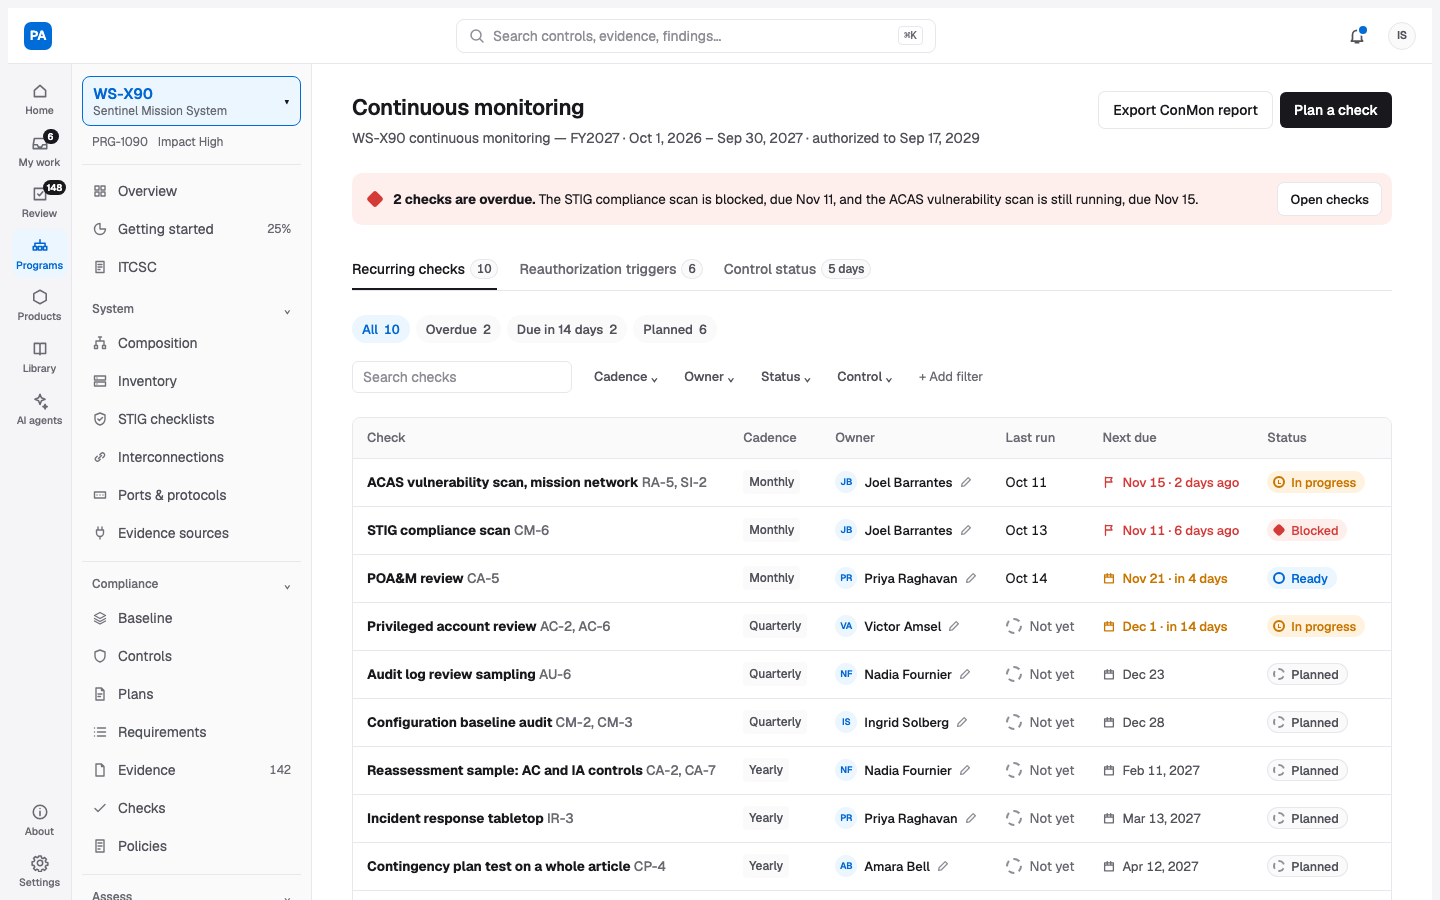 PA
Search controls, evidence, findings... ⌘K
IS
Home
6
My work
148
Review
Programs
Products
Library
AI agents
About
Settings
WS-X90
Sentinel Mission System
PRG-1090 Impact High
Overview
Getting started 25%
ITCSC
System
Composition
Inventory
STIG checklists
Interconnections
Ports & protocols
Evidence sources
Compliance
Baseline
Controls
Plans
Requirements
Evidence 142
Checks
Policies
Assess
Continuous monitoring
WS-X90 continuous monitoring — FY2027 · Oct 1, 2026 – Sep 30, 2027 · authorized to Sep 17, 2029
Export ConMon report
Plan a check
2 checks are overdue. The STIG compliance scan is blocked, due Nov 11, and the ACAS vulnerability scan is still running, due Nov 15.
Open checks
Recurring checks 10 Reauthorization triggers 6 Control status 5 days
All 10 Overdue 2 Due in 14 days 2 Planned 6
Search checks Cadence Owner Status Control + Add filter
Check Cadence Owner Last run Next due Status
ACAS vulnerability scan, mission network RA-5, SI-2 Monthly JB Joel Barrantes Oct 11 Nov 15 · 2 days ago In progress
STIG compliance scan CM-6 Monthly JB Joel Barrantes Oct 13 Nov 11 · 6 days ago Blocked
POA&M review CA-5 Monthly PR Priya Raghavan Oct 14 Nov 21 · in 4 days Ready
Privileged account review AC-2, AC-6 Quarterly VA Victor Amsel Not yet Dec 1 · in 14 days In progress
Audit log review sampling AU-6 Quarterly NF Nadia Fournier Not yet Dec 23 Planned
Configuration baseline audit CM-2, CM-3 Quarterly IS Ingrid Solberg Not yet Dec 28 Planned
Reassessment sample: AC and IA controls CA-2, CA-7 Yearly NF Nadia Fournier Not yet Feb 11, 2027 Planned
Incident response tabletop IR-3 Yearly PR Priya Raghavan Not yet Mar 13, 2027 Planned
Contingency plan test on a whole article CP-4 Yearly AB Amara Bell Not yet Apr 12, 2027 Planned